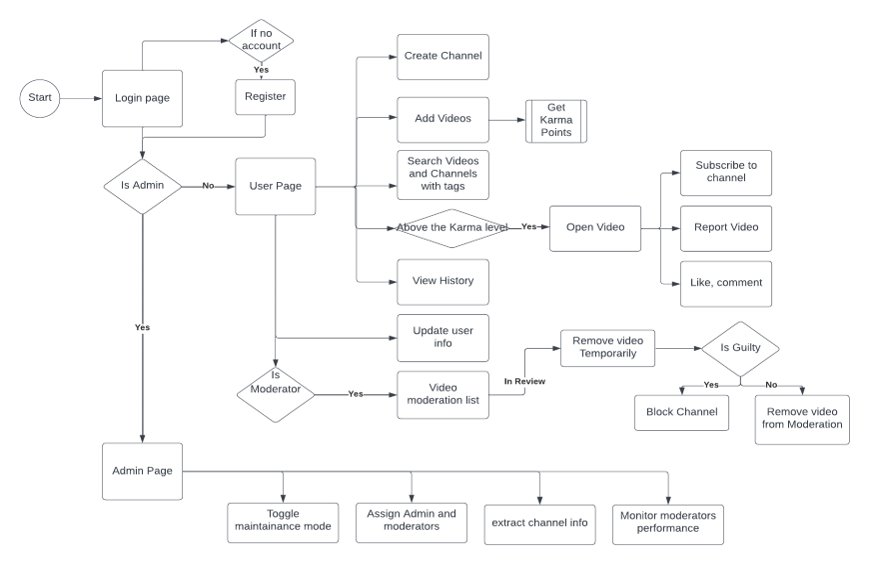 If no
account
Yes
Start
Login page
Register
Create Channel
Add Videos
Get
Karma
Points
Is Admin
No
User Page
Search Videos
and Channels
with tags
Subscribe to
channel
Above the Karma level
Yes
Open Video
Report Video
View History
Like, comment
Yes
Update user
info
Remove video
Temporarily
Is Guilty
Is
Moderator
Yes
Video
moderation list
In Review
Yes
No
Block Channel
Remove video
from Moderation
Admin Page
Toggle
maintainance mode
Assign Admin and
moderators
extract channel info
Monitor moderators
performance